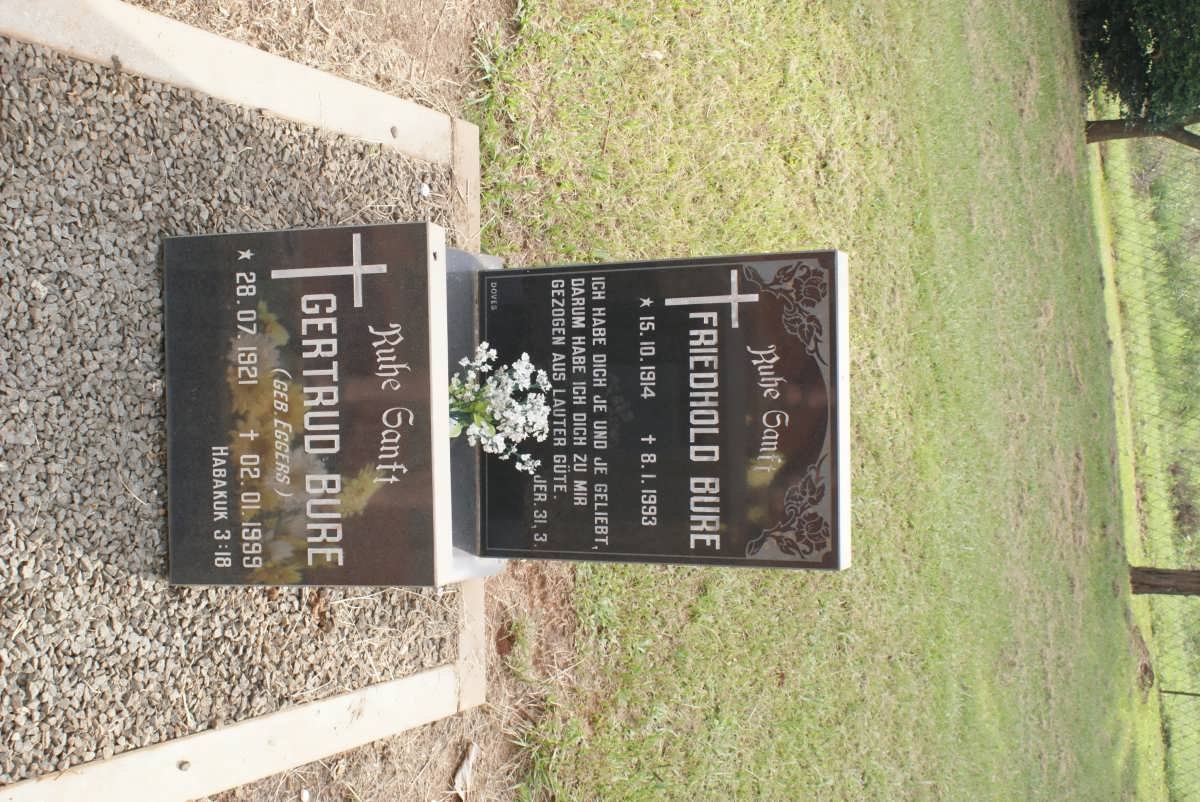 Ruhe Sanft
FRIEDHOLD BURE
★ 15.10.1914 ✝ 8.1.1993
ICH HABE DICH JE UND JE GELIEBT,
DARUM HABE ICH DICH ZU MIR
GEZOGEN AUS LAUTER GÜTE.
JER. 31,3.
DOVES
Ruhe Sanft
GERTRUD BURE
(GEB. EGGERS)
★ 28.07.1921 ✝ 02.01.1999
HABAKUK 3:18